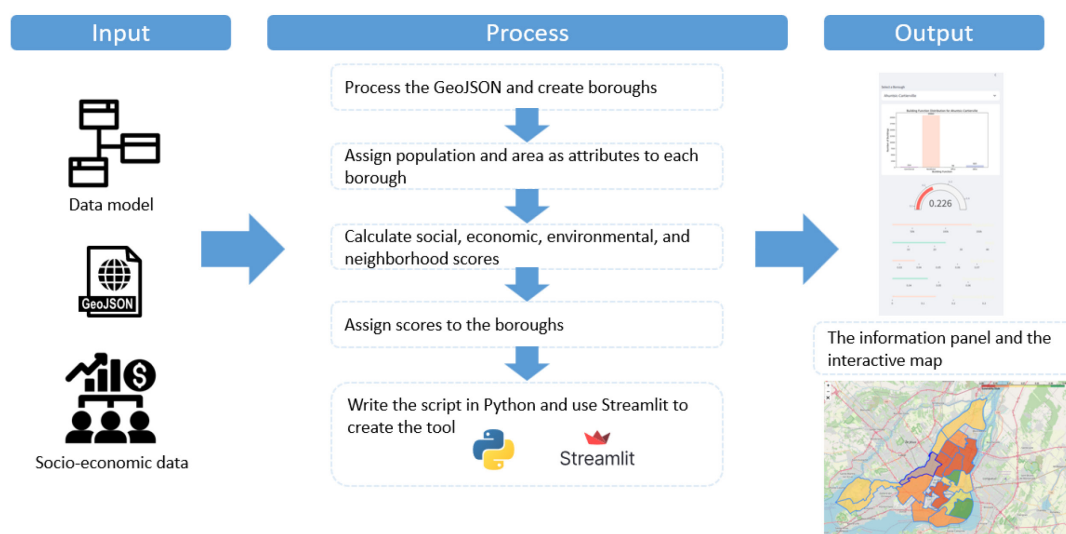 Input
Process
Output
Data model
GeoJSON
Socio-economic data
Process the GeoJSON and create boroughs
Assign population and area as attributes to each
borough
Calculate social, economic, environmental, and
neighborhood scores
Assign scores to the boroughs
Write the script in Python and use Streamlit to
create the tool
Streamlit
0.226
The information panel and the
interactive map